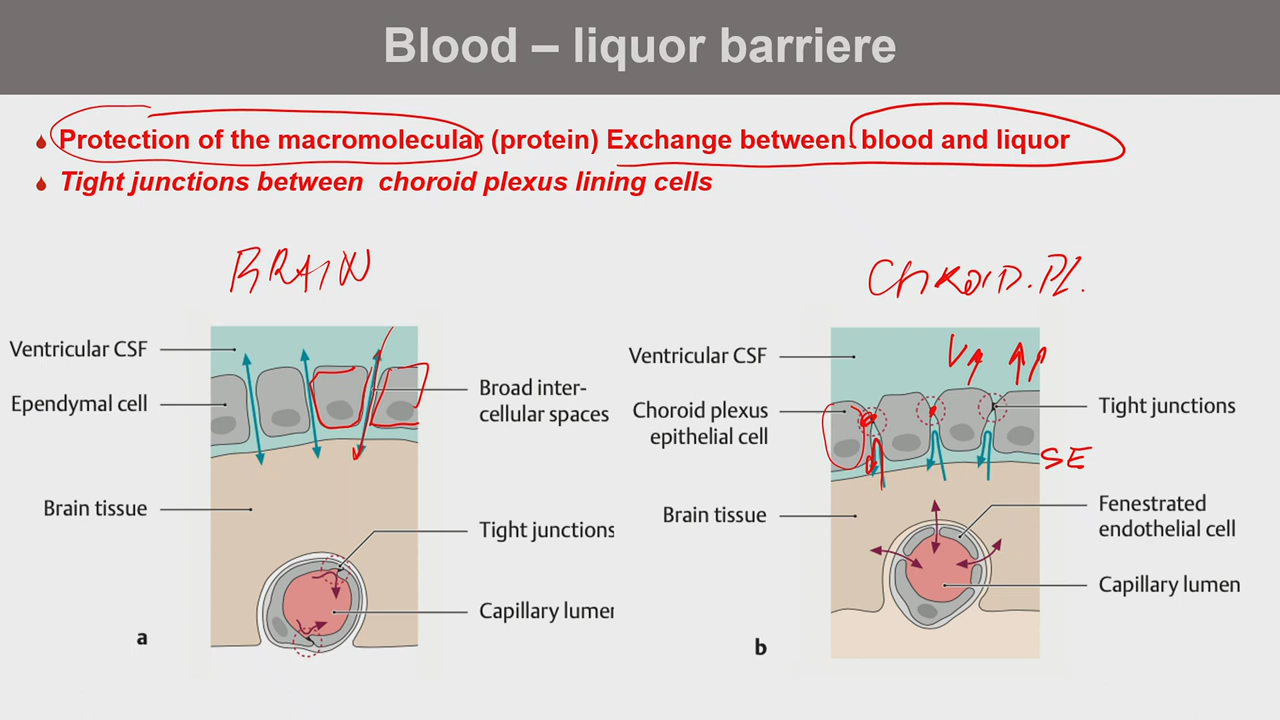 Blood – liquor barriere
Protection of the macromolecular (protein) Exchange between blood and liquor
Tight junctions between choroid plexus lining cells
BRAIN
Ventricular CSF
Ependymal cell
Broad inter-
cellular spaces
Brain tissue
Tight junctions
Capillary lumen
a
CHROID.PL.
Ventricular CSF
Choroid plexus
epithelial cell
Tight junctions
SE
Brain tissue
Fenestrated
endothelial cell
Capillary lumen
b